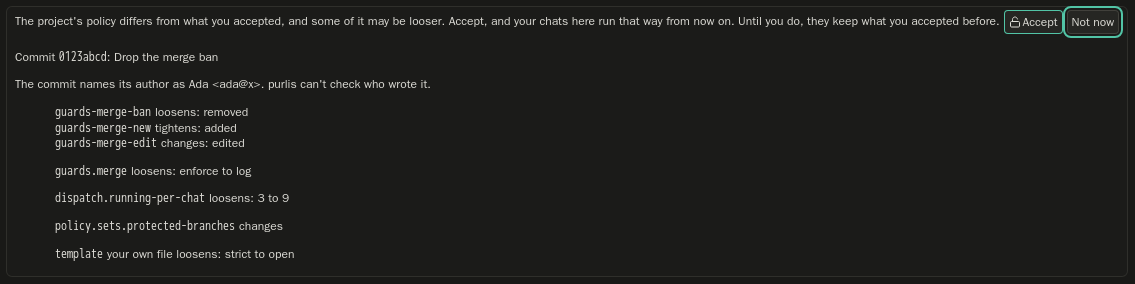 The project's policy differs from what you accepted, and some of it may be looser. Accept, and your chats here run that way from now on. Until you do, they keep what you accepted before. Accept Not now
Commit 0123abcd: Drop the merge ban
The commit names its author as Ada <ada@x>. purlis can't check who wrote it.
guards-merge-ban loosens: removed
guards-merge-new tightens: added
guards-merge-edit changes: edited
guards.merge loosens: enforce to log
dispatch.running-per-chat loosens: 3 to 9
policy.sets.protected-branches changes
template your own file loosens: strict to open